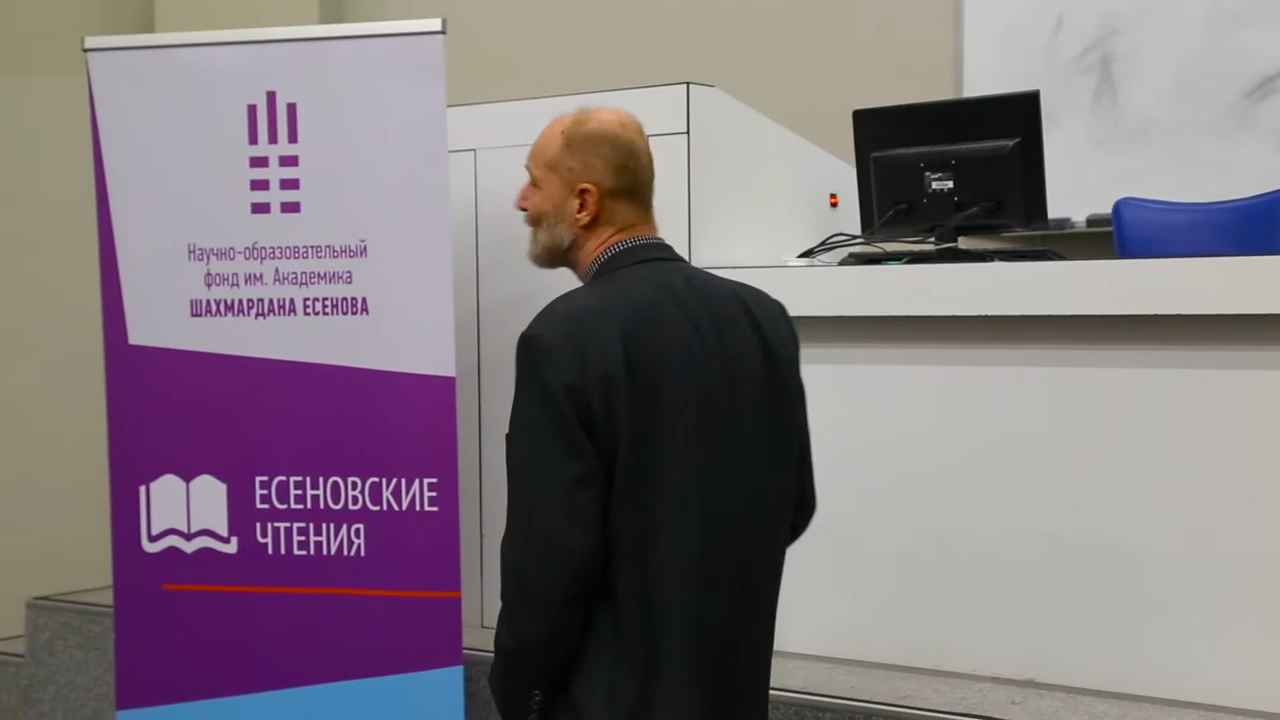 Научно-образовательный
фонд им. Академика
ШАХМАРДАНА ЕСЕНОВА
ЕСЕНОВСКИЕ
ЧТЕНИЯ